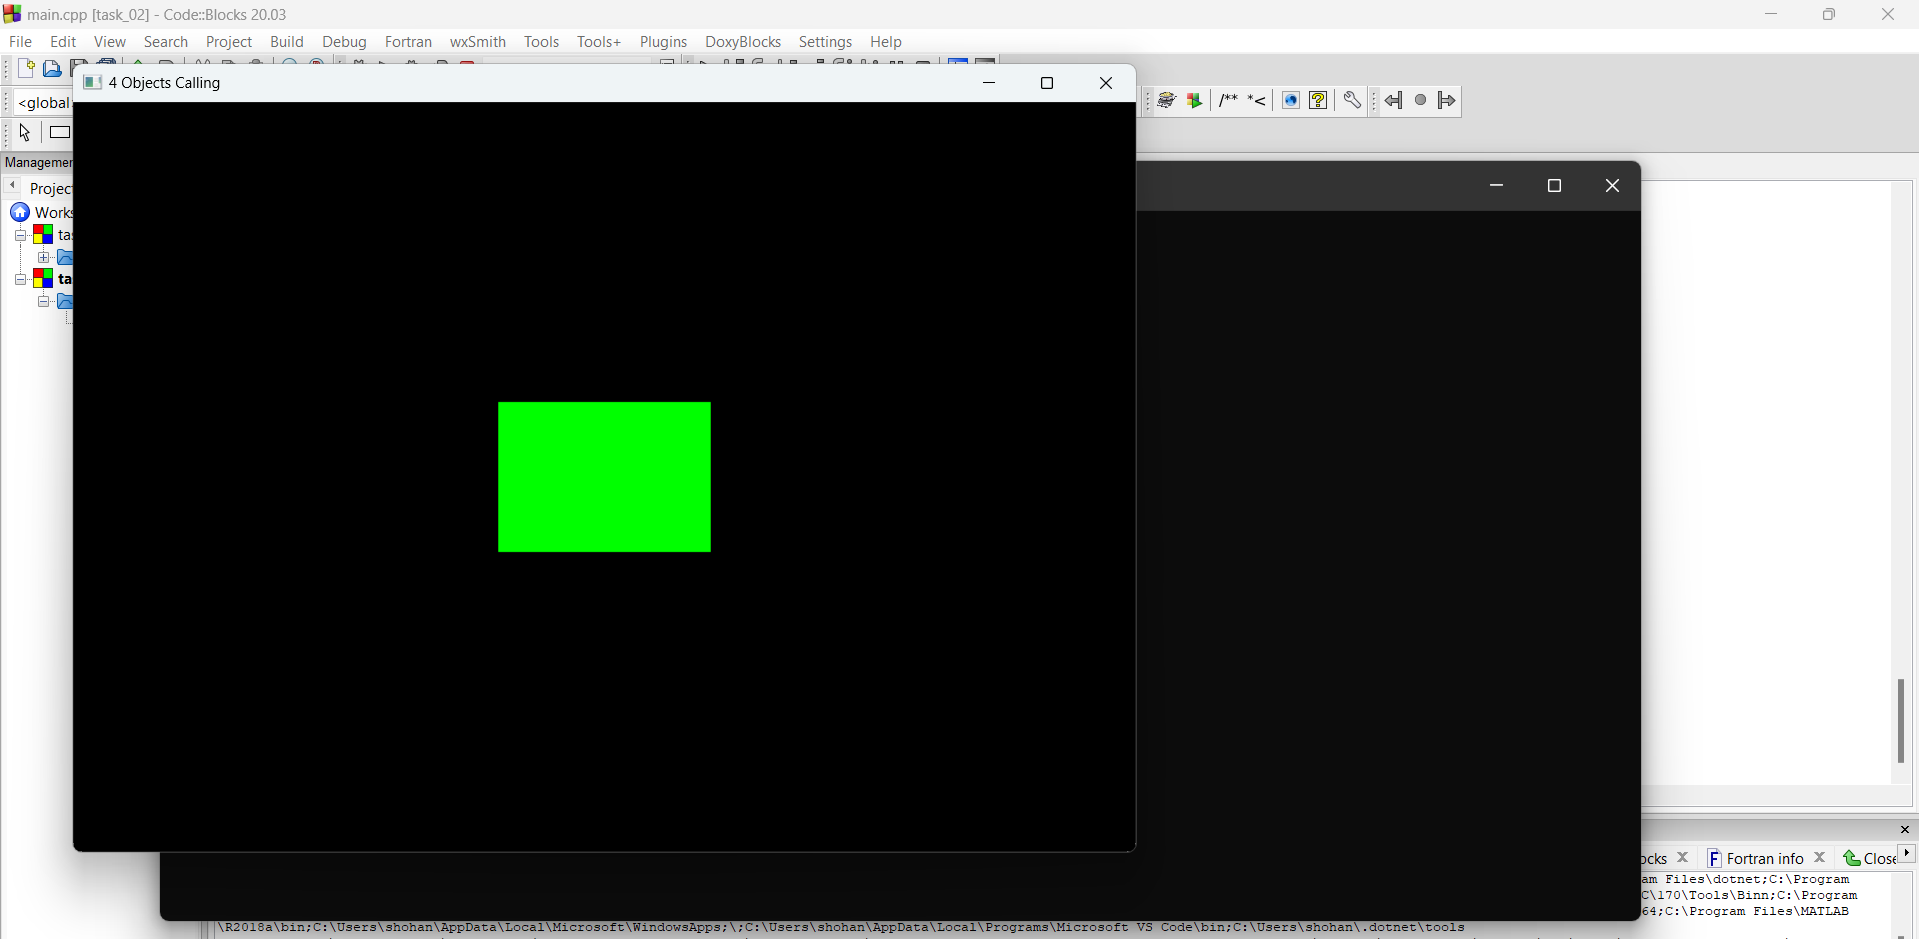 main.cpp [task_02] - Code::Blocks 20.03
File Edit View Search Project Build Debug Fortran wxSmith Tools Tools+ Plugins DoxyBlocks Settings Help
4 Objects Calling
<global
/** *<
Managemen
Projec
Works
tas
ta
ocks
Fortran info
Close
am Files\dotnet;C:\Program
C\170\Tools\Binn;C:\Program
64;C:\Program Files\MATLAB
\R2018a\bin;C:\Users\shohan\AppData\Local\Microsoft\WindowsApps;\;C:\Users\shohan\AppData\Local\Programs\Microsoft VS Code\bin;C:\Users\shohan\.dotnet\tools